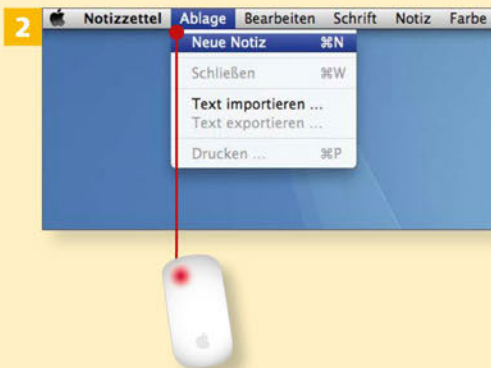 2
Notizzettel Ablage Bearbeiten Schrift Notiz Farbe
Neue Notiz ⌘N
Schließen ⌘W
Text importieren ...
Text exportieren ...
Drucken ... ⌘P